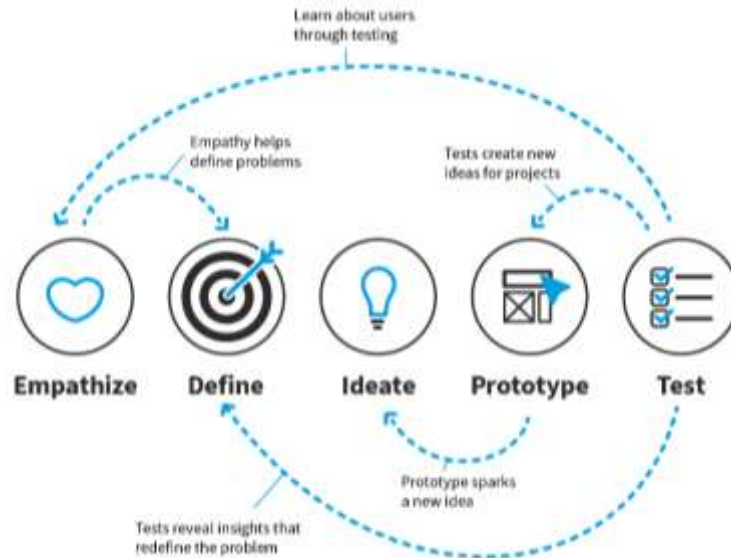 Learn about users
through testing
Empathy helps
define problems
Tests create new
ideas for projects
Empathize
Define
Ideate
Prototype
Test
Prototype sparks
a new idea
Tests reveal insights that
redefine the problem